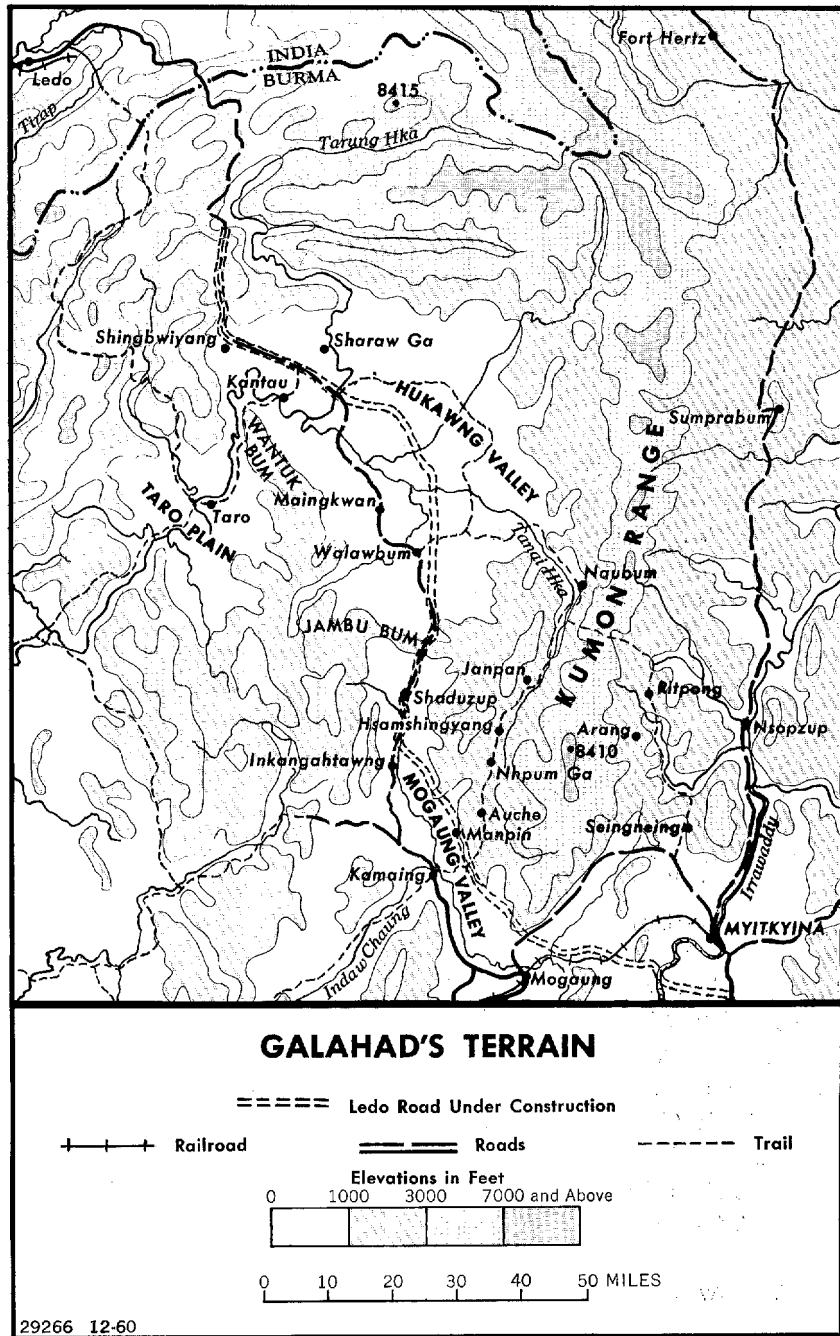 Fort Hertz
INDIA
BURMA
Ledo
8415
Tirap
Tarung Hka
Shingbwiyang
Sharaw Ga
Kantau
HUKAWNG VALLEY
Sumprabum
WANTUK
BUM
TARO PLAIN
Taro
Maingkwan
Walawbum
Tanai Hka
Naubum
KUMON RANGE
JAMBU BUM
Janpan
Shaduzup
Ritpong
Hsamshingyang
Arang
8410
Nsopzup
Inkangahtawng
Nhpum Ga
MOGAUNG VALLEY
Auche
Manpin
Seingneing
Kamaing
Irrawaddy
Indaw Chaung
MYITKYINA
Mogaung
GALAHAD'S TERRAIN
Ledo Road Under Construction
Railroad Roads Trail
Elevations in Feet
0 1000 3000 7000 and Above
0 10 20 30 40 50 MILES
29266 12-60